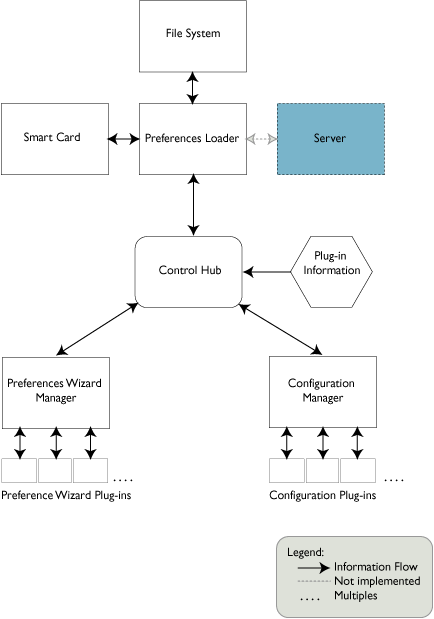 File System
Smart Card
Preferences Loader
Server
Control Hub
Plug-in
Information
Preferences Wizard
Manager
Configuration
Manager
....
....
Preference Wizard Plug-ins
Configuration Plug-ins
Legend:
Information Flow
Not implemented
.... Multiples